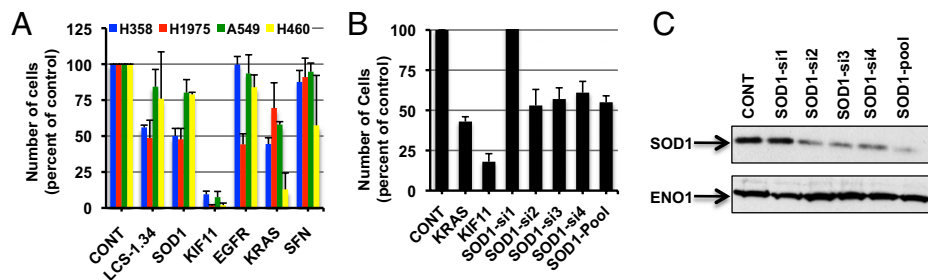 A
H358 H1975 A549 H460
Number of cells
(percent of control)
125
100
75
50
25
0
CONT
LCS-1.34
SOD1
KIF11
EGFR
KRAS
SFN
B
Number of Cells
(percent of control)
100
75
50
25
0
CONT
KRAS
KIF11
SOD1-si1
SOD1-si2
SOD1-si3
SOD1-si4
SOD1-Pool
C
CONT
SOD1-si1
SOD1-si2
SOD1-si3
SOD1-si4
SOD1-pool
SOD1
ENO1